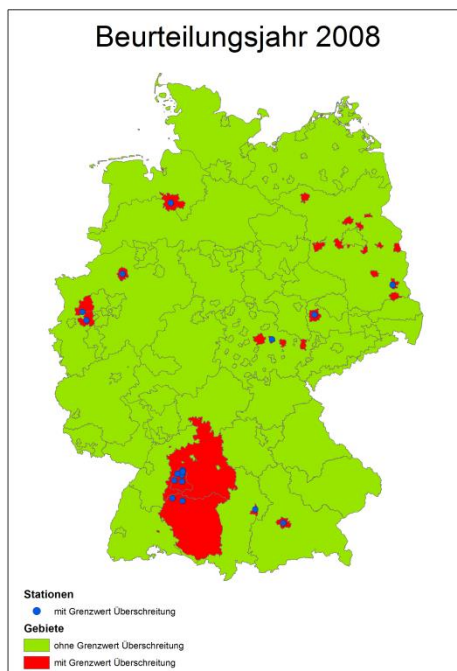 Beurteilungsjahr 2008
Stationen
mit Grenzwert Überschreitung
Gebiete
ohne Grenzwert Überschreitung
mit Grenzwert Überschreitung